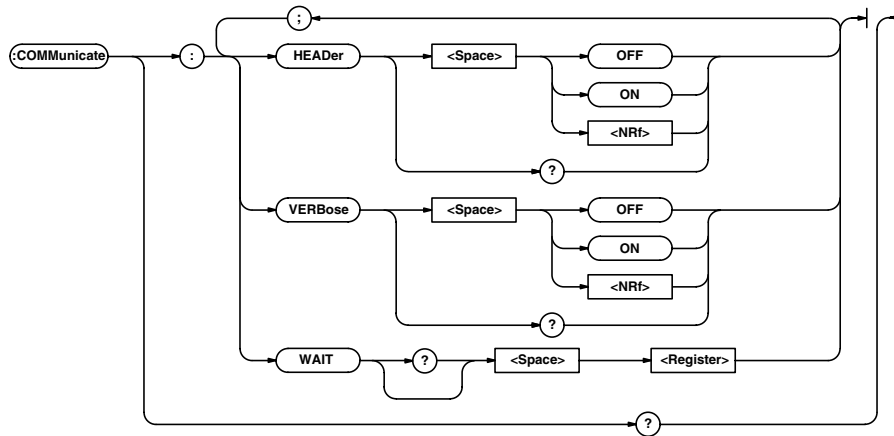 ;
:COMMunicate : HEADer <Space> OFF
ON
<NRf>
?
VERBose <Space> OFF
ON
<NRf>
?
WAIT ? <Space> <Register>
?